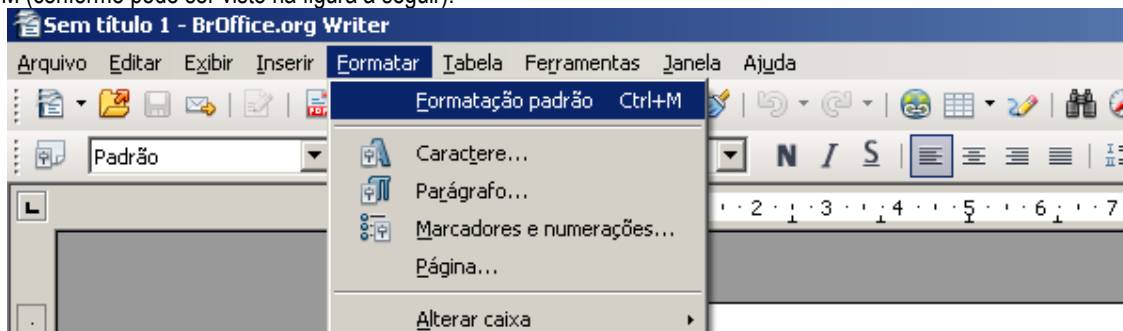 M (conforme pode ser visto na figura a seguir).
Sem título 1 - BrOffice.org Writer
Arquivo Editar Exibir Inserir Formatar Tabela Ferramentas Janela Ajuda
Formatação padrão Ctrl+M
Padrão
N I S
Caractere...
Parágrafo...
2 3 4 5 6 7
Marcadores e numerações...
Página...
Alterar caixa